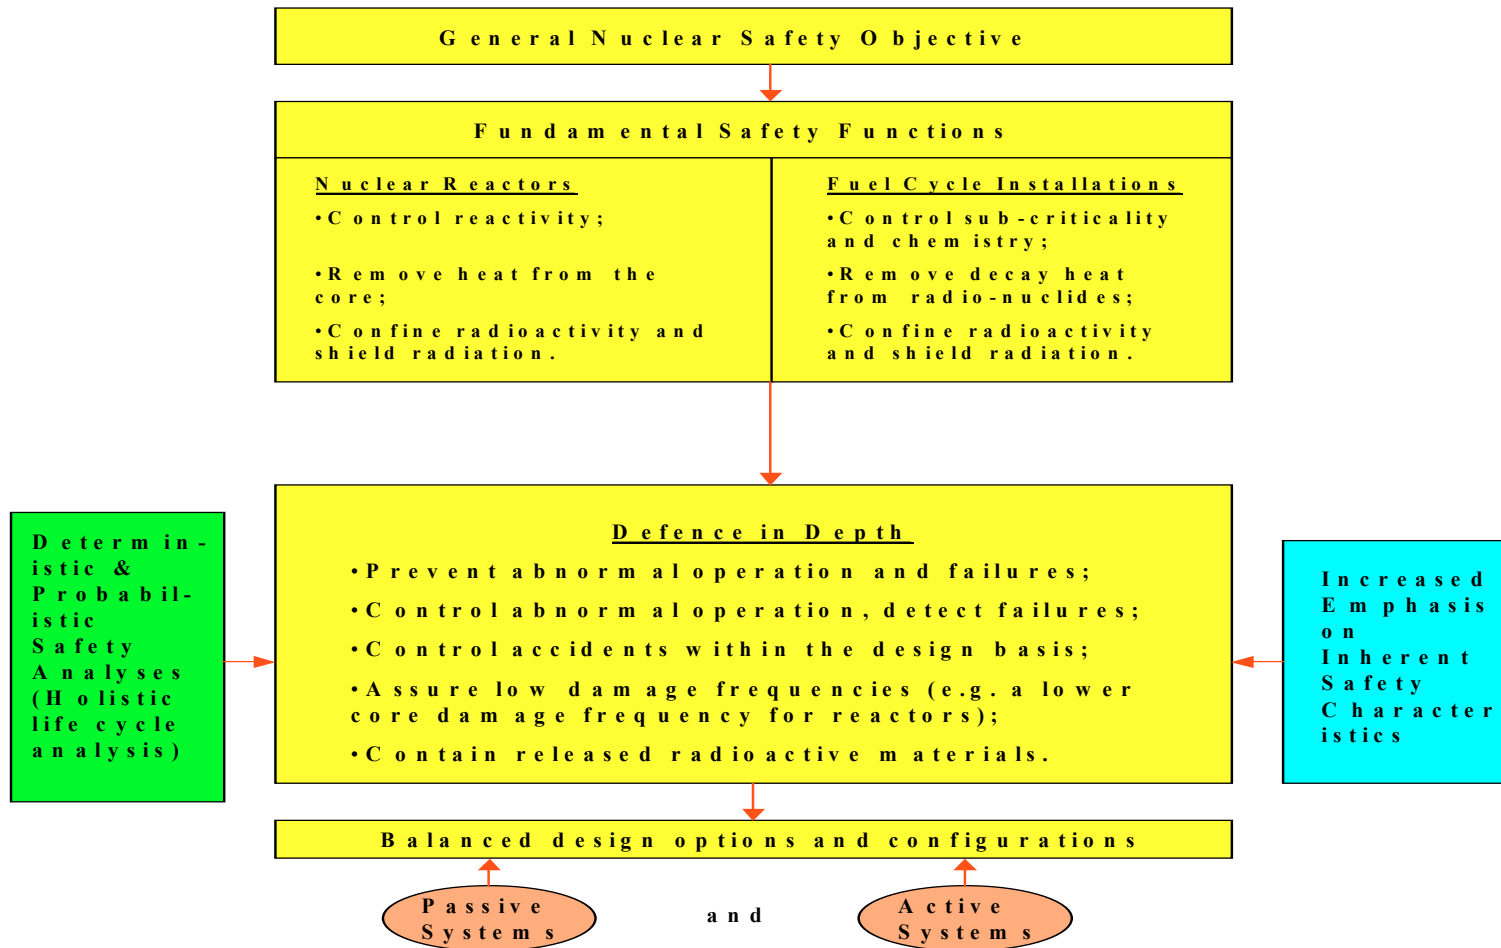 General Nuclear Safety Objective
Fundamental Safety Functions
Nuclear Reactors
•Control reactivity;
•Remove heat from the
core;
•Confine radioactivity and
shield radiation.
Fuel Cycle Installations
•Control sub-criticality
and chemistry;
•Remove decay heat
from radio-nuclides;
•Confine radioactivity
and shield radiation.
Determin-
istic &
Probabil-
istic
Safety
Analyses
(Holistic
life cycle
analysis)
Defence in Depth
•Prevent abnormal operation and failures;
•Control abnormal operation, detect failures;
•Control accidents within the design basis;
•Assure low damage frequencies (e.g. a lower
core damage frequency for reactors);
•Contain released radioactive materials.
Increased
Emphasis
on
Inherent
Safety
Character
istics
Balanced design options and configurations
Passive
Systems
and
Active
Systems